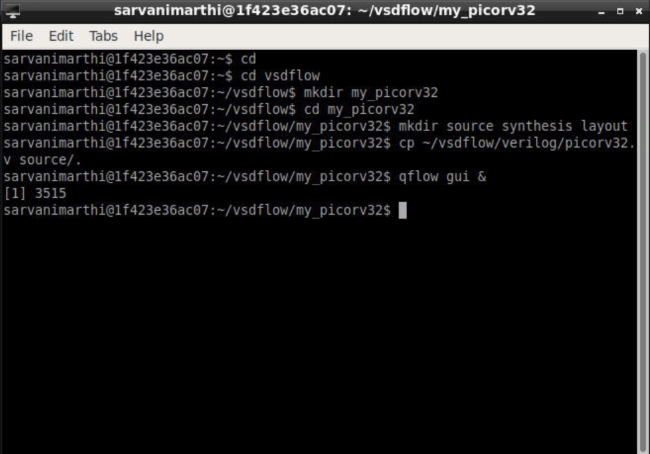 sarvanimarthi@1f423e36ac07: ~/vsdflow/my_picorv32
File Edit Tabs Help
sarvanimarthi@1f423e36ac07:~$ cd
sarvanimarthi@1f423e36ac07:~$ cd vsdflow
sarvanimarthi@1f423e36ac07:~/vsdflow$ mkdir my_picorv32
sarvanimarthi@1f423e36ac07:~/vsdflow$ cd my_picorv32
sarvanimarthi@1f423e36ac07:~/vsdflow/my_picorv32$ mkdir source synthesis layout
sarvanimarthi@1f423e36ac07:~/vsdflow/my_picorv32$ cp ~/vsdflow/verilog/picorv32.
v source/.
sarvanimarthi@1f423e36ac07:~/vsdflow/my_picorv32$ qflow gui &
[1] 3515
sarvanimarthi@1f423e36ac07:~/vsdflow/my_picorv32$